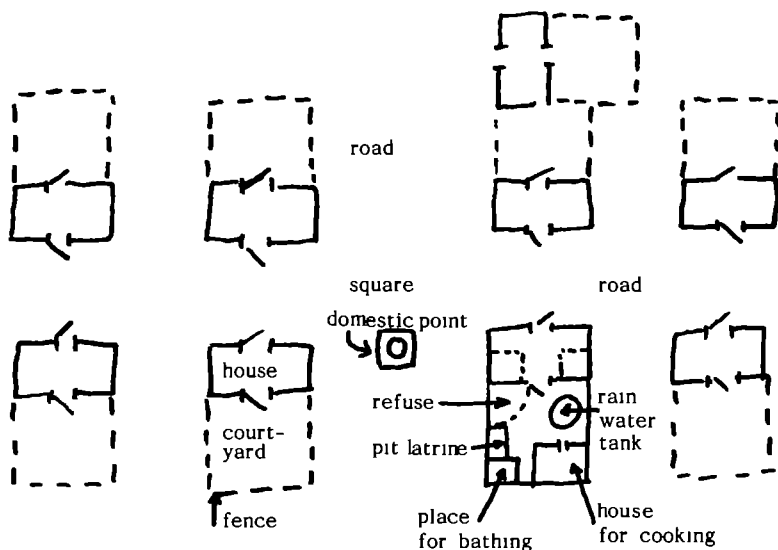 road
square
road
domestic point
house
refuse
rain
water
tank
court-
yard
pit latrine
fence
place
for bathing
house
for cooking